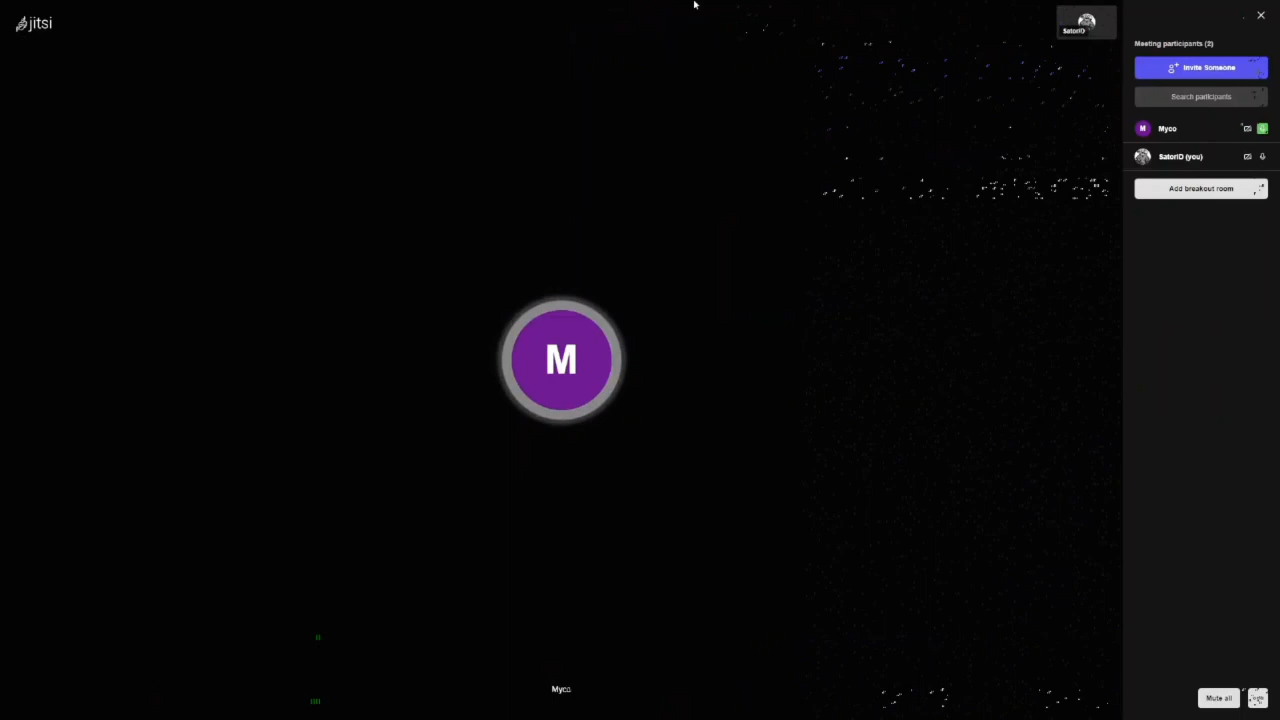 jitsi
SatorID
Meeting participants (2)
Invite Someone
Search participants
M Myco
SatorID (you)
Add breakout room
M
Myco
Mute all